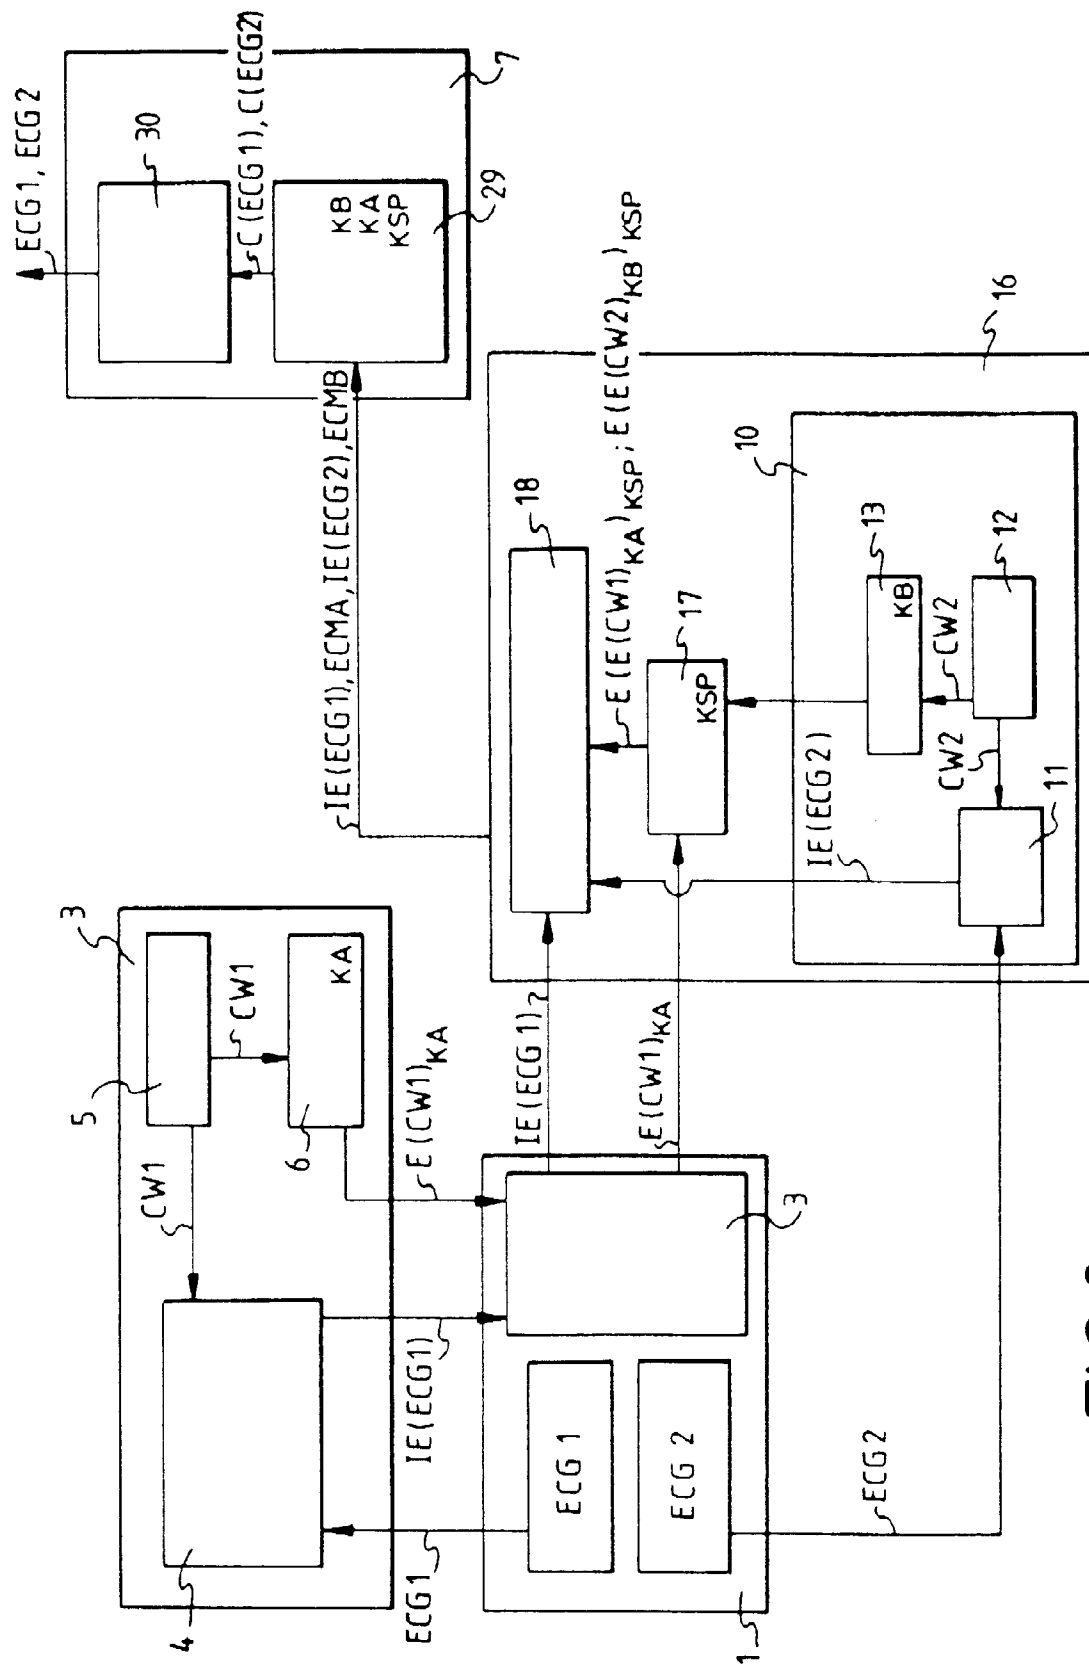 ECG1, ECG2
30
C(ECG1), C(ECG2)
KB
KA
KSP
29
7
IE(ECG1), ECMA, IE(ECG2), ECMB
3
5
CW1
CW1
KA
6
4
E(CW1)KA
IE(ECG1)
ECG1
IE(ECG1)
E(CW1)KA
3
ECG 1
ECG 2
1
ECG2
18
E(E(CW1)KA)KSP; E(E(CW2)KB)KSP
17
KSP
16
10
13
KB
CW2
12
CW2
IE(ECG2)
11